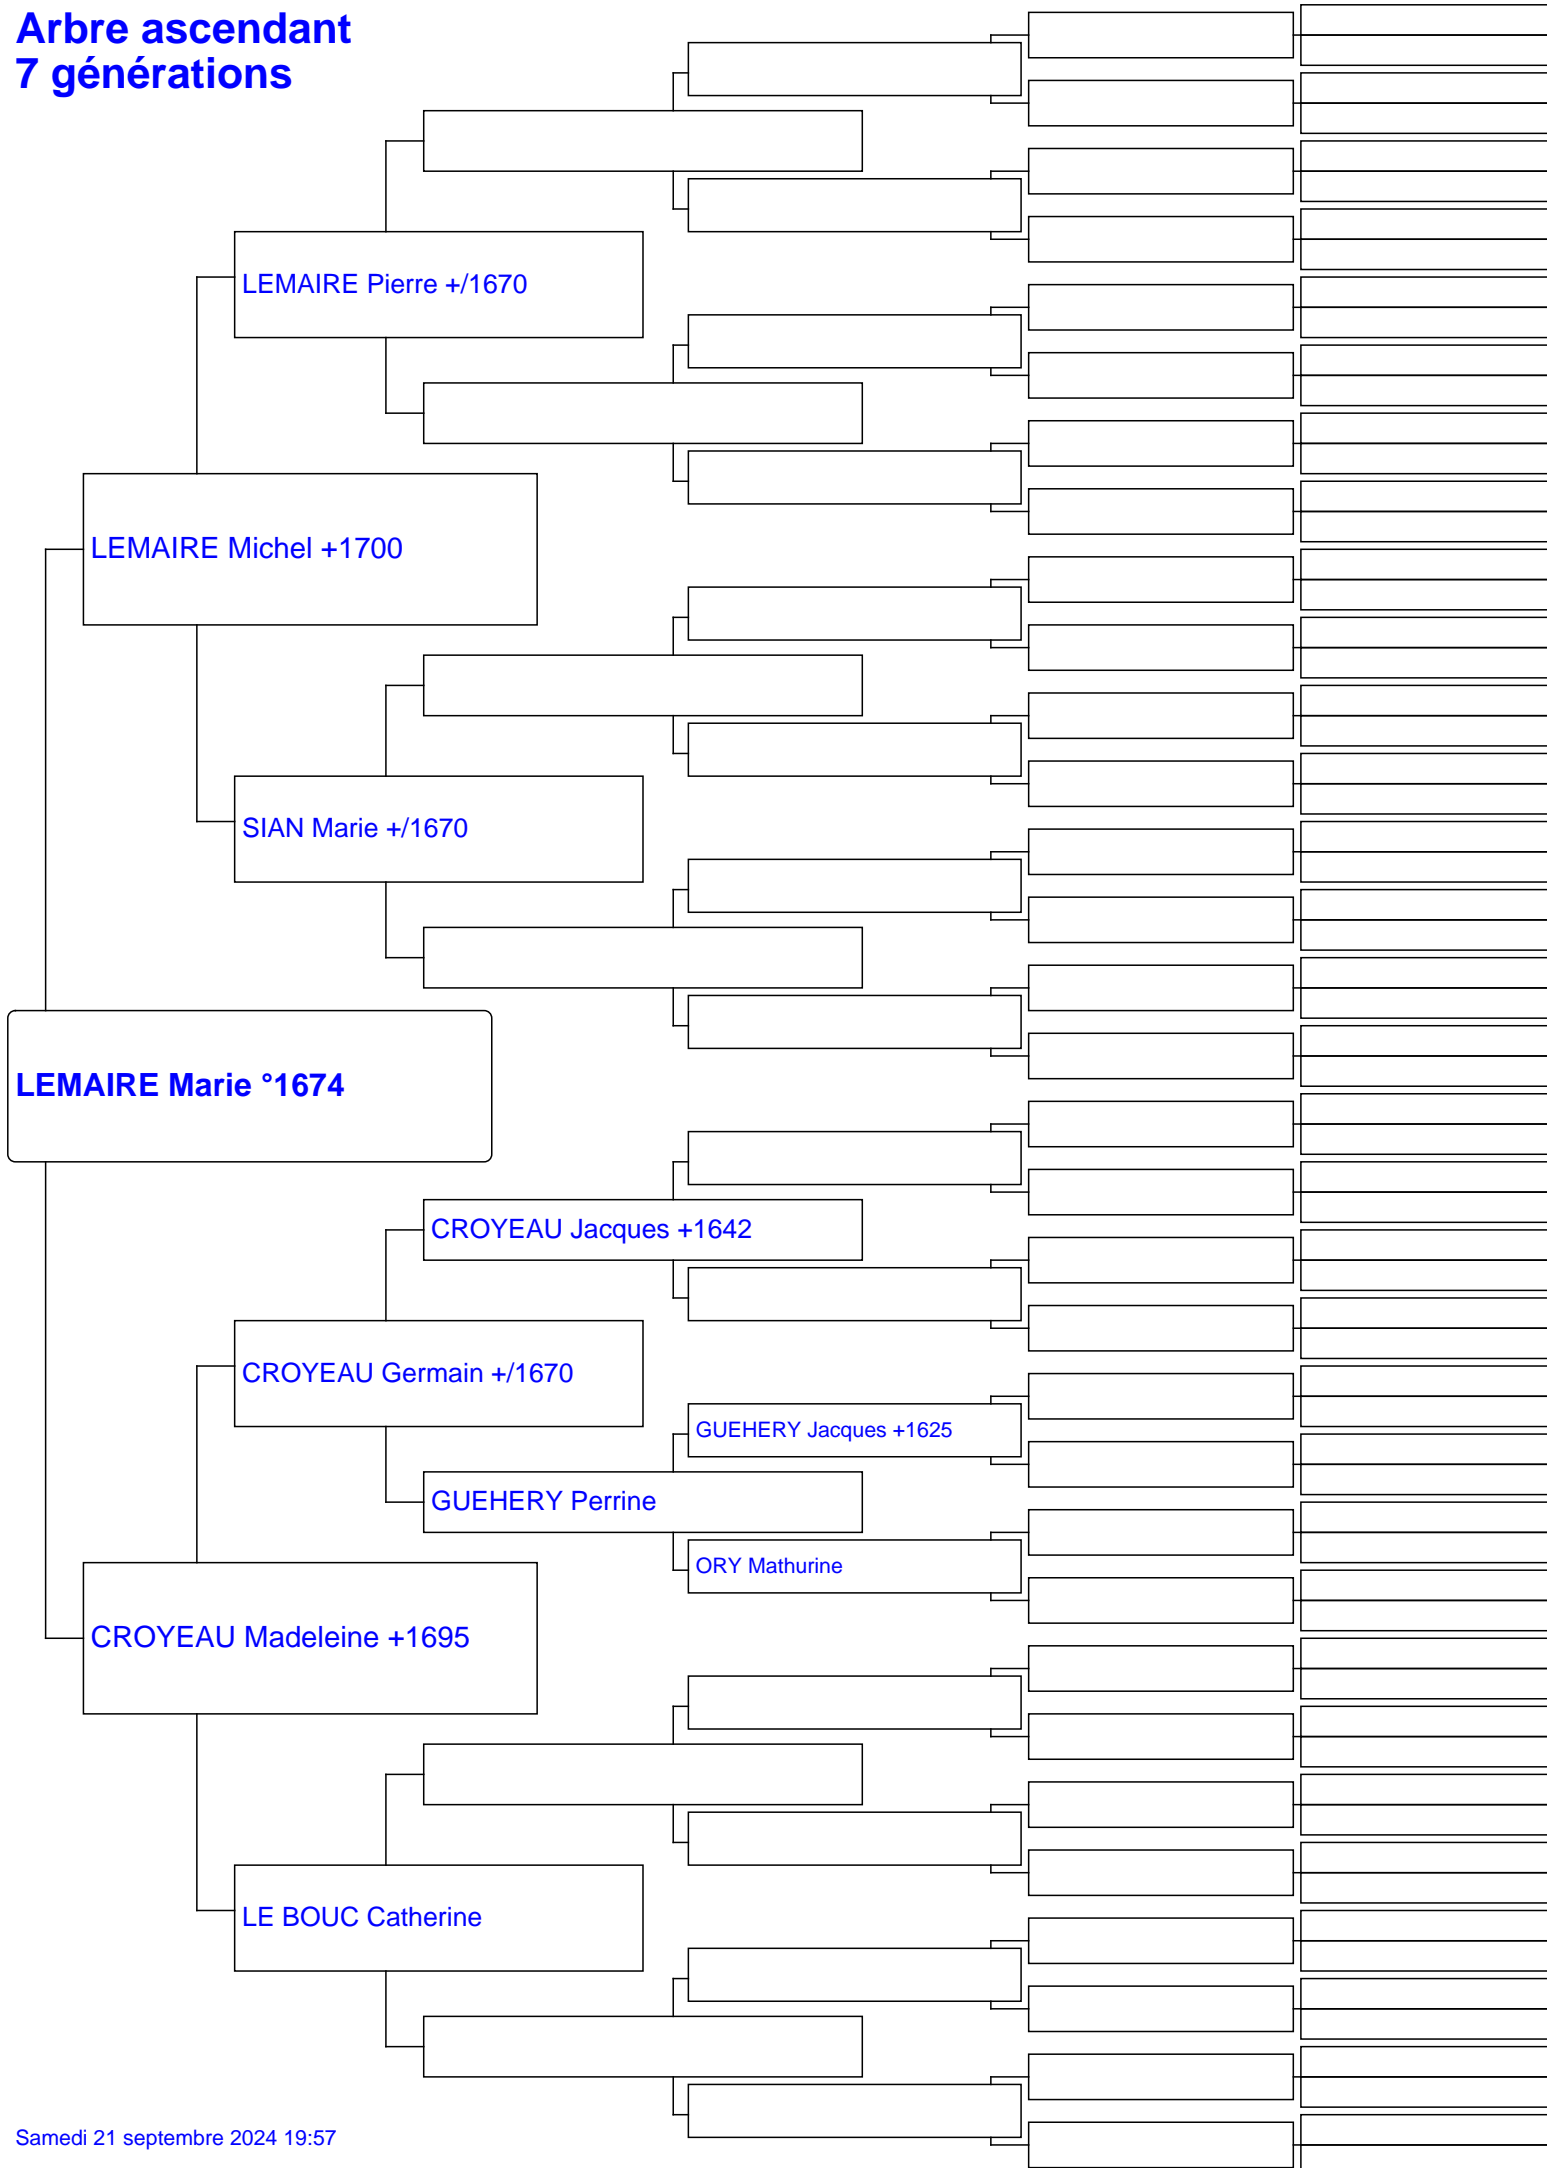 Arbre ascendant
7 générations
LEMAIRE Pierre +/1670
LEMAIRE Michel +1700
SIAN Marie +/1670
LEMAIRE Marie °1674
CROYEAU Jacques +1642
CROYEAU Germain +/1670
GUEHERY Jacques +1625
GUEHERY Perrine
ORY Mathurine
CROYEAU Madeleine +1695
LE BOUC Catherine
Samedi 21 septembre 2024 19:57